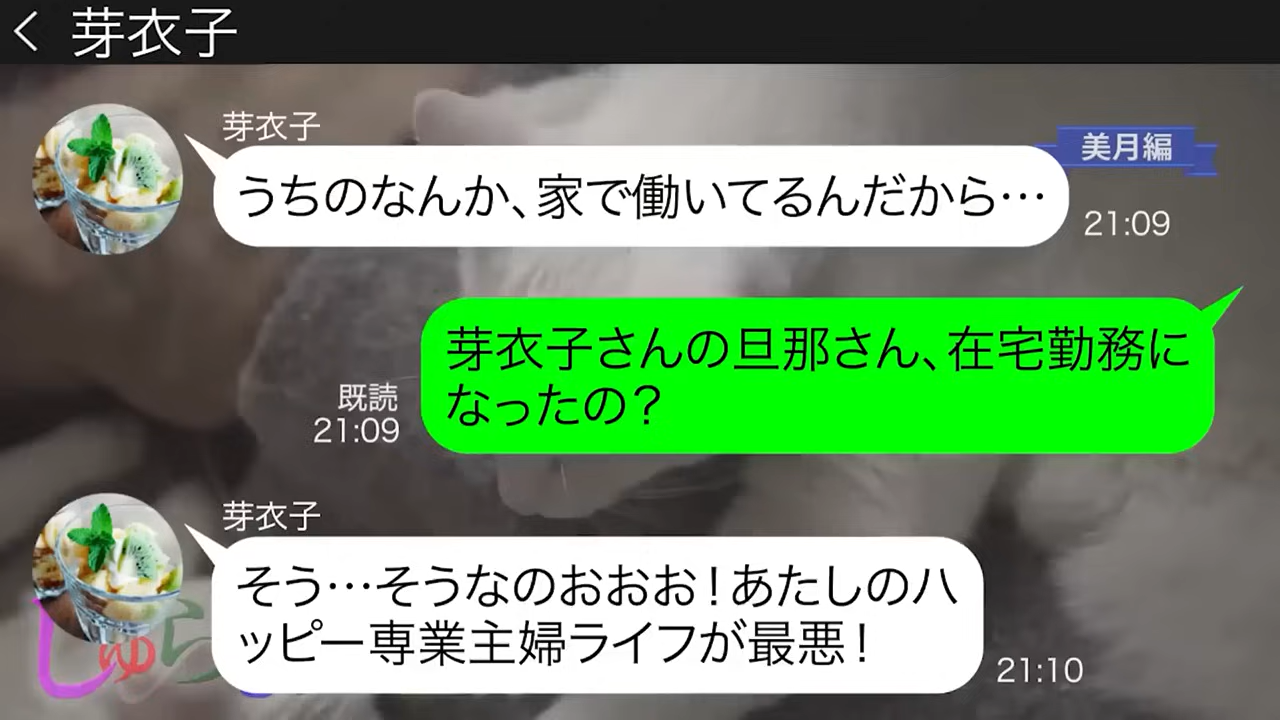 芽衣子
芽衣子
美月編
うちのなんか、家で働いてるんだから…
21:09
芽衣子さんの旦那さん、在宅勤務に
なったの？
既読
21:09
芽衣子
そう…そうなのおおお！あたしのハ
ッピー専業主婦ライフが最悪！
21:10
しゅら